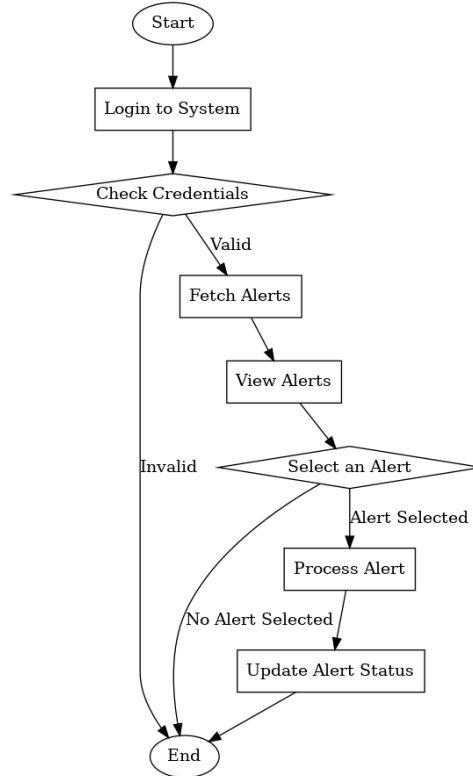 Start
Login to System
Check Credentials
Valid
Fetch Alerts
View Alerts
Invalid
Select an Alert
Alert Selected
Process Alert
No Alert Selected
Update Alert Status
End